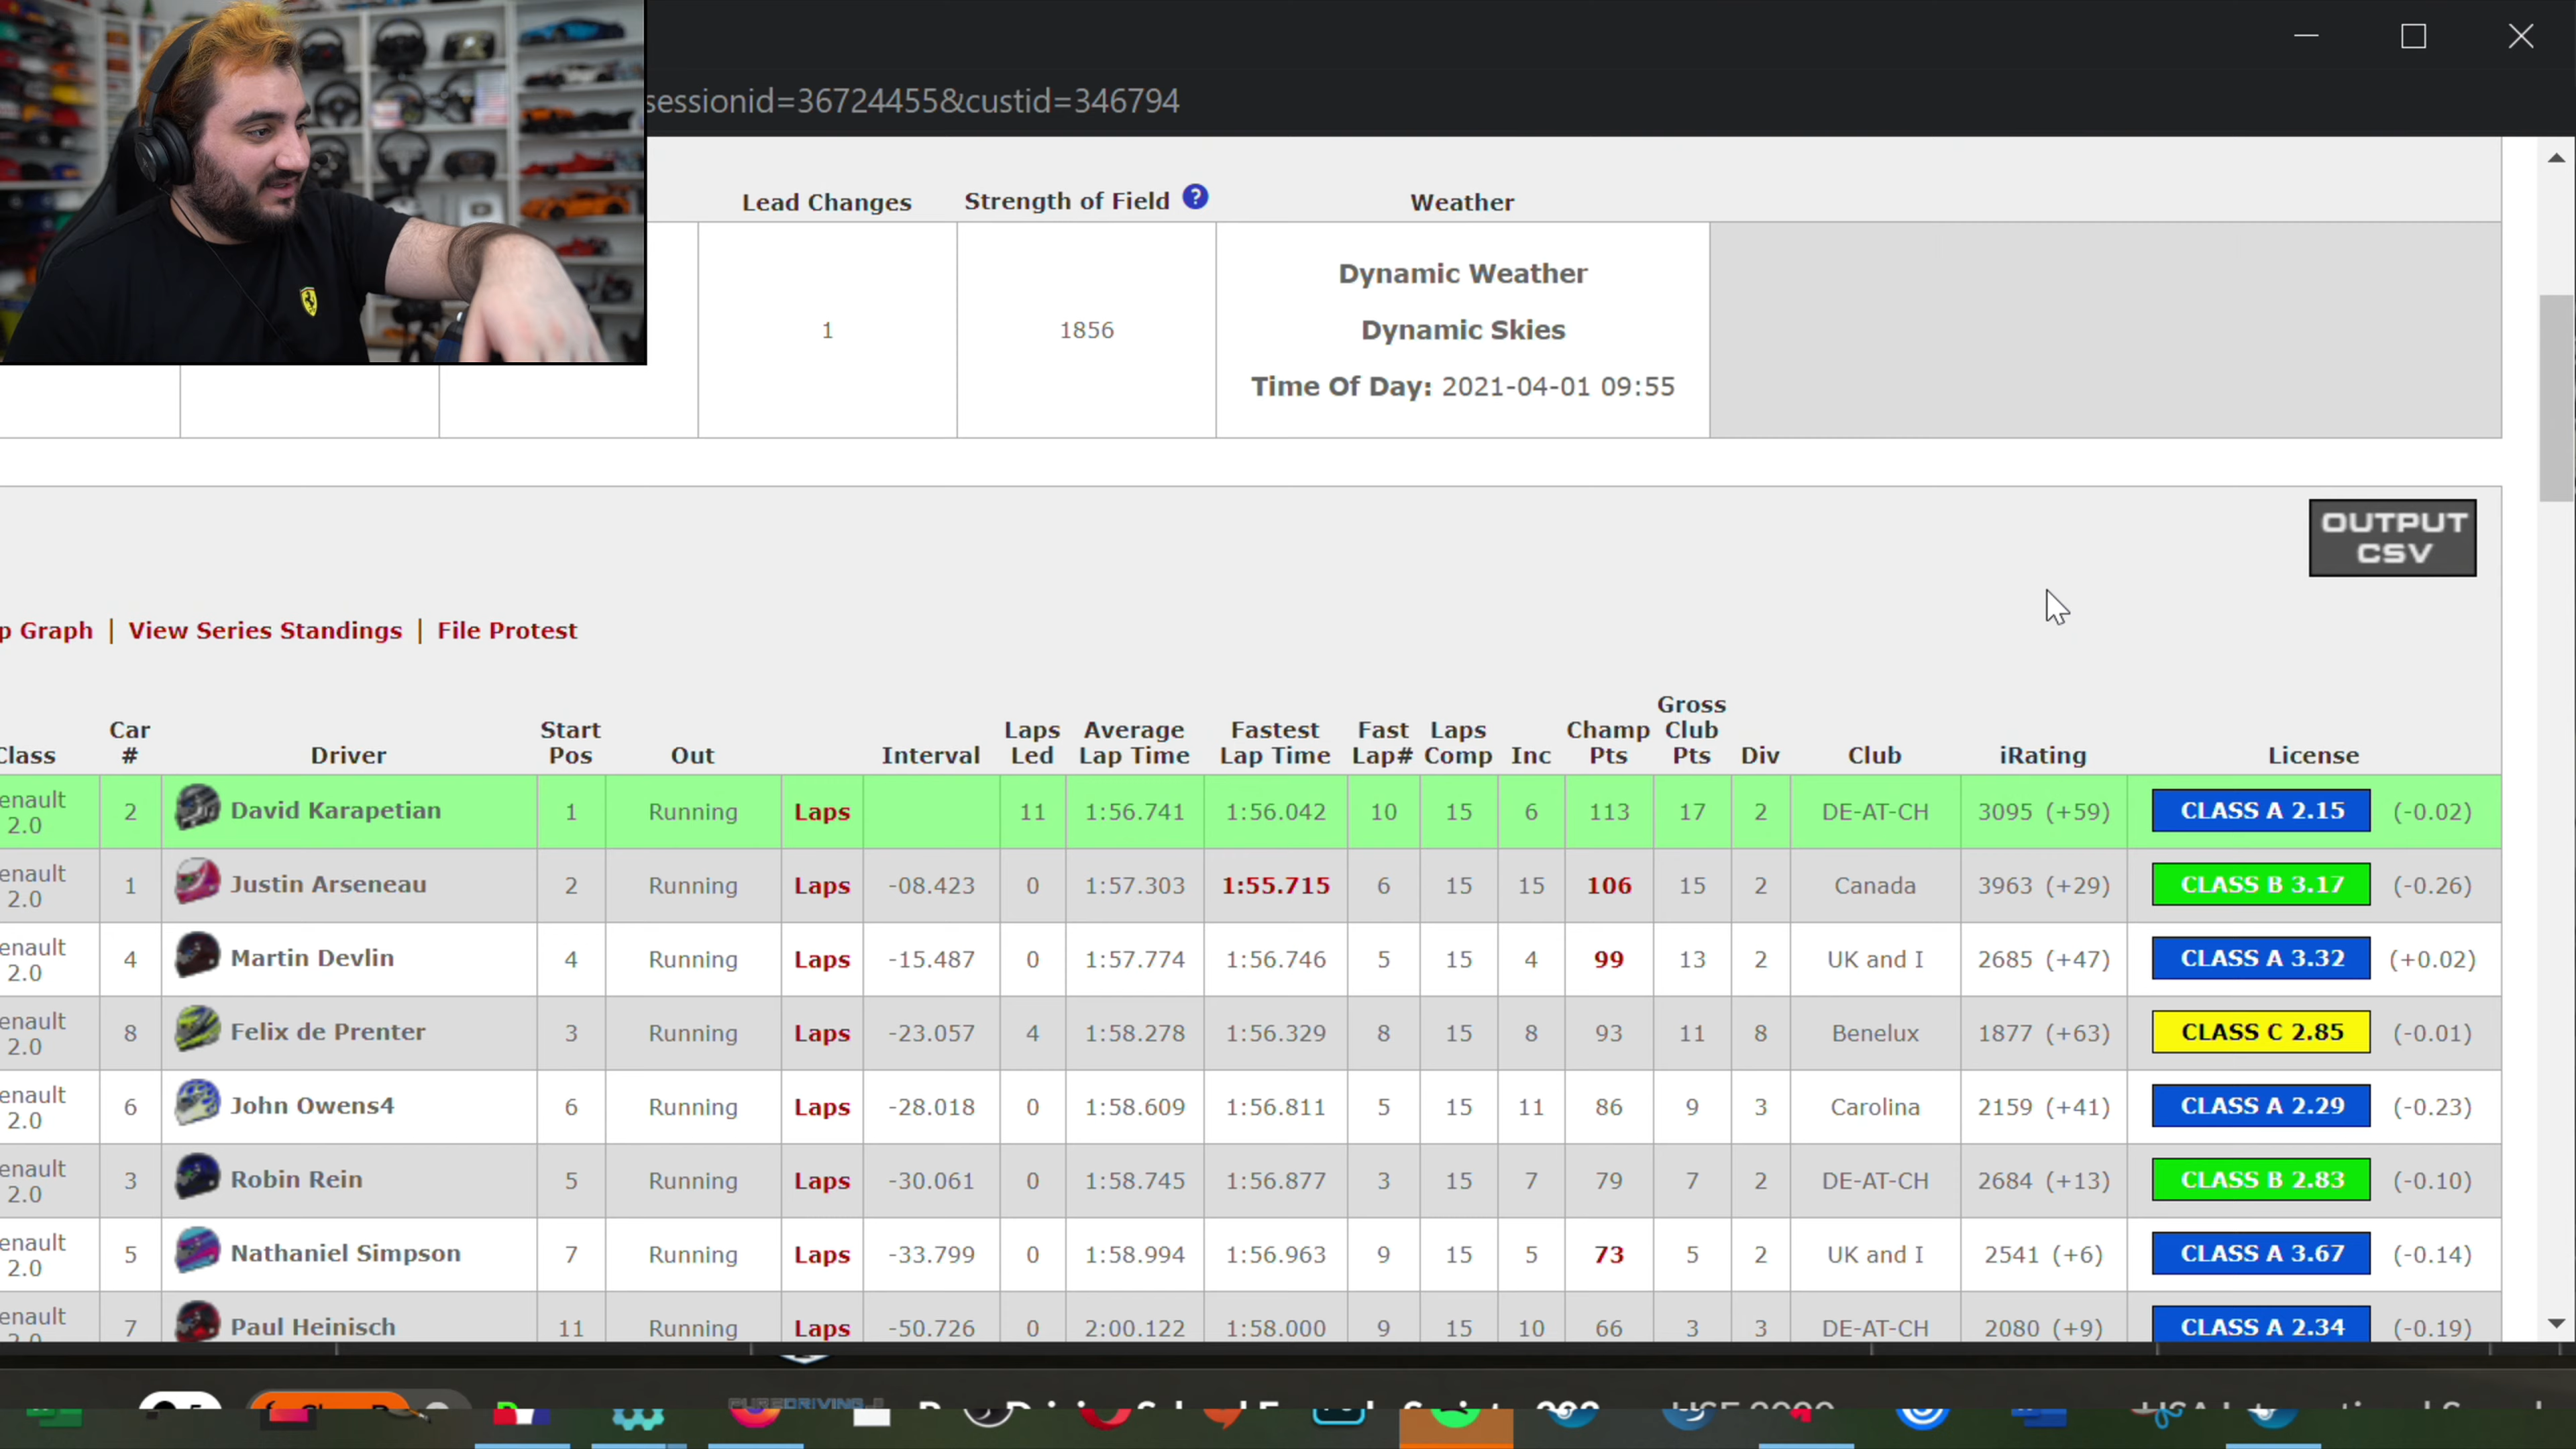 sessionid=36724455&custid=346794
Lead Changes Strength of Field ? Weather
1 1856 Dynamic Weather
Dynamic Skies
Time Of Day: 2021-04-01 09:55
OUTPUT
CSV
p Graph | View Series Standings | File Protest
Class Car # Driver Start Pos Out Interval Laps Led Average Lap Time Fastest Lap Time Fast Lap# Laps Comp Inc Champ Pts Gross Club Pts Div Club iRating License
enault 2.0 2 David Karapetian 1 Running Laps 11 1:56.741 1:56.042 10 15 6 113 17 2 DE-AT-CH 3095 (+59) CLASS A 2.15 (-0.02)
enault 2.0 1 Justin Arseneau 2 Running Laps -08.423 0 1:57.303 1:55.715 6 15 15 106 15 2 Canada 3963 (+29) CLASS B 3.17 (-0.26)
enault 2.0 4 Martin Devlin 4 Running Laps -15.487 0 1:57.774 1:56.746 5 15 4 99 13 2 UK and I 2685 (+47) CLASS A 3.32 (+0.02)
enault 2.0 8 Felix de Prenter 3 Running Laps -23.057 4 1:58.278 1:56.329 8 15 8 93 11 8 Benelux 1877 (+63) CLASS C 2.85 (-0.01)
enault 2.0 6 John Owens4 6 Running Laps -28.018 0 1:58.609 1:56.811 5 15 11 86 9 3 Carolina 2159 (+41) CLASS A 2.29 (-0.23)
enault 2.0 3 Robin Rein 5 Running Laps -30.061 0 1:58.745 1:56.877 3 15 7 79 7 2 DE-AT-CH 2684 (+13) CLASS B 2.83 (-0.10)
enault 2.0 5 Nathaniel Simpson 7 Running Laps -33.799 0 1:58.994 1:56.963 9 15 5 73 5 2 UK and I 2541 (+6) CLASS A 3.67 (-0.14)
enault 2.0 7 Paul Heinisch 11 Running Laps -50.726 0 2:00.122 1:58.000 9 15 10 66 3 3 DE-AT-CH 2080 (+9) CLASS A 2.34 (-0.19)